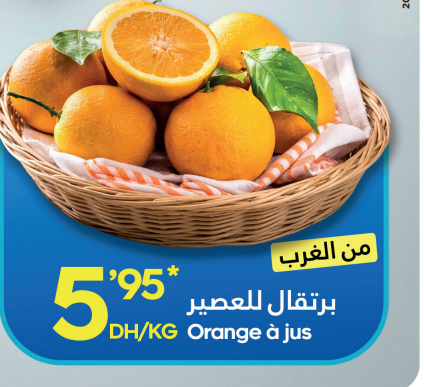 من الغرب
5,95*
برتقال للعصير
DH/KG Orange à jus